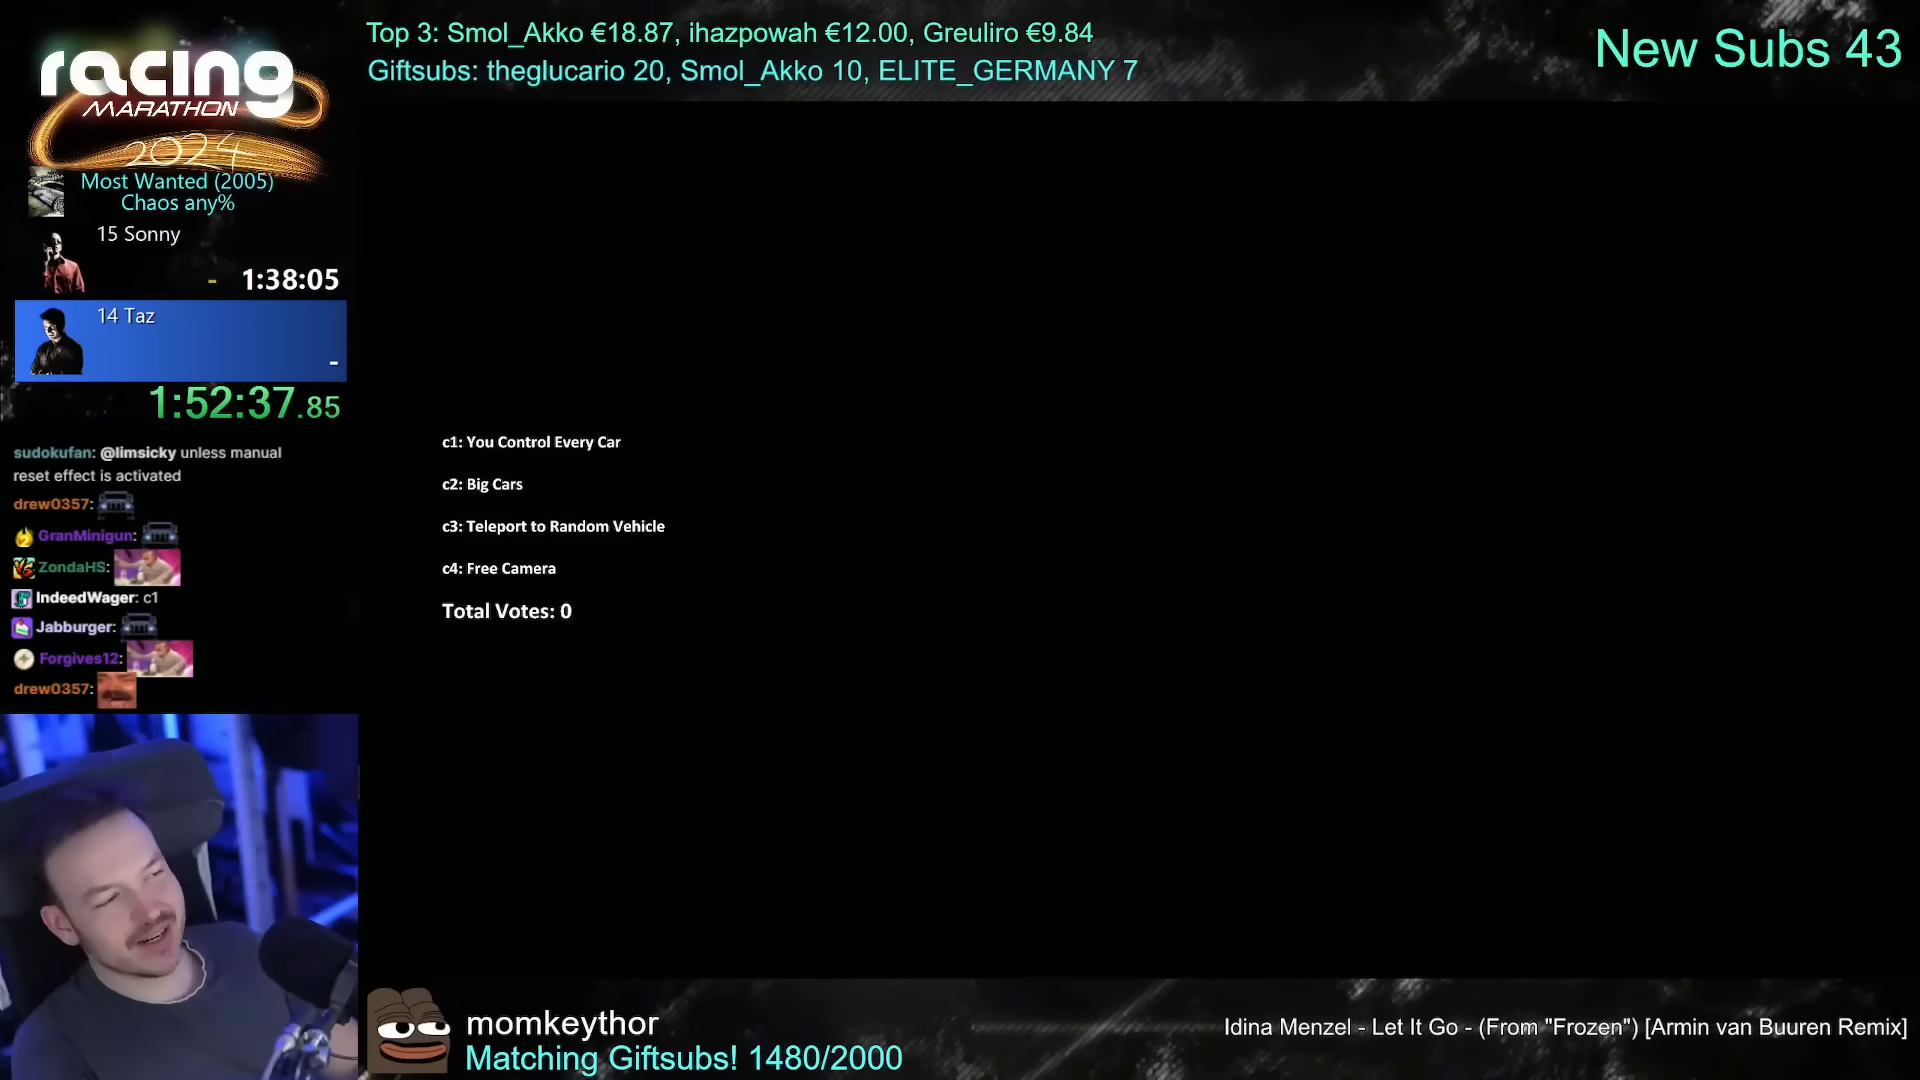 Top 3: Smol_Akko €18.87, ihazpowah €12.00, Greuliro €9.84
Giftsubs: theglucario 20, Smol_Akko 10, ELITE_GERMANY 7
New Subs 43
racing
MARATHON
2024
Most Wanted (2005)
Chaos any%
15 Sonny
- 1:38:05
14 Taz
-
1:52:37.85
sudokufan: @limsicky unless manual
reset effect is activated
drew0357:
GranMinigun:
ZondaHS:
IndeedWager: c1
Jabburger:
Forgives12:
drew0357:
c1: You Control Every Car
c2: Big Cars
c3: Teleport to Random Vehicle
c4: Free Camera
Total Votes: 0
momkeythor
Matching Giftsubs! 1480/2000
Idina Menzel - Let It Go - (From "Frozen") [Armin van Buuren Remix]